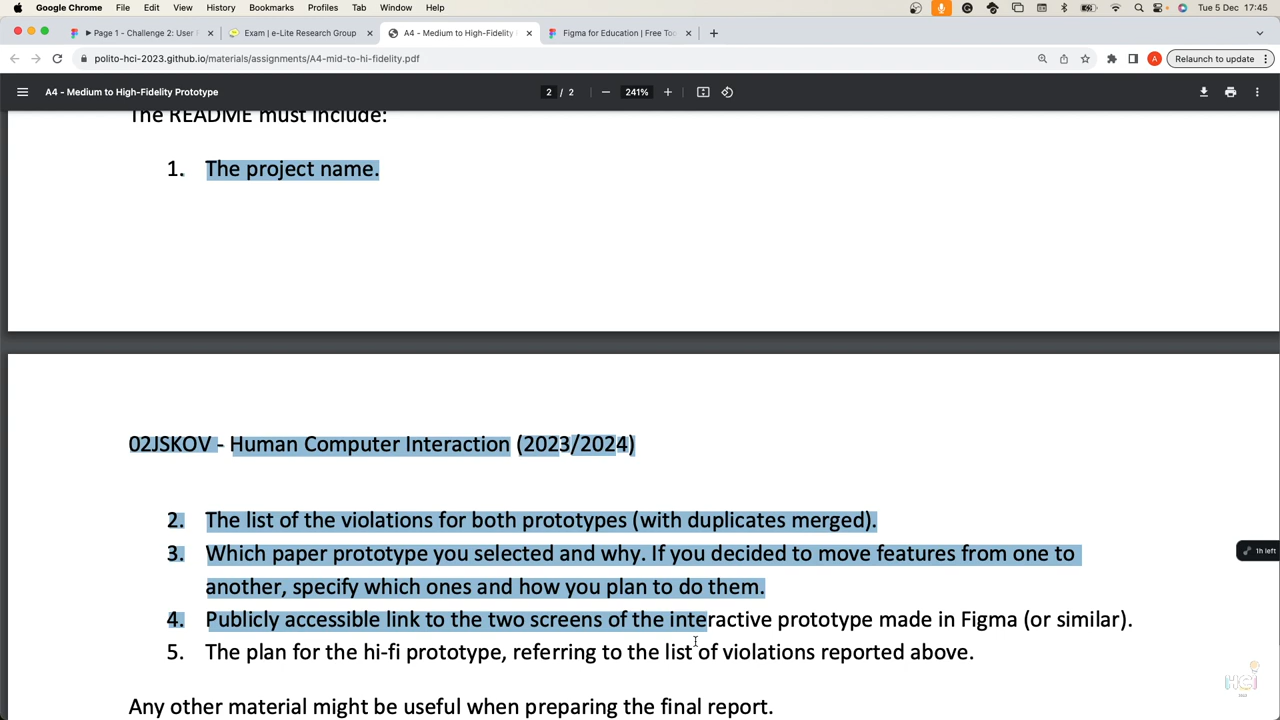 Google Chrome File Edit View History Bookmarks Profiles Tab Window Help Tue 5 Dec 17:45
Page 1 - Challenge 2: User Exam | e-Lite Research Group A4 - Medium to High-Fidelity Figma for Education | Free Too
polito-hci-2023.github.io/materials/assignments/A4-mid-to-hi-fidelity.pdf A Relaunch to update
A4 - Medium to High-Fidelity Prototype 2 / 2 241%
The README must include:
1. The project name.
02JSKOV - Human Computer Interaction (2023/2024)
2. The list of the violations for both prototypes (with duplicates merged).
3. Which paper prototype you selected and why. If you decided to move features from one to
1h left
another, specify which ones and how you plan to do them.
4. Publicly accessible link to the two screens of the interactive prototype made in Figma (or similar).
5. The plan for the hi-fi prototype, referring to the list of violations reported above.
HCI
Any other material might be useful when preparing the final report.